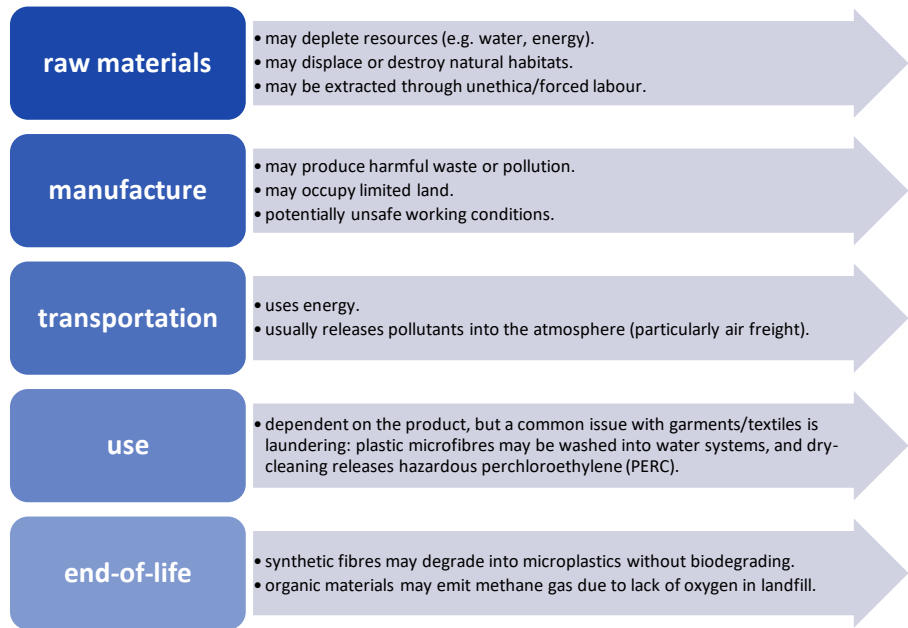 raw materials
• may deplete resources (e.g. water, energy).
• may displace or destroy natural habitats.
• may be extracted through unethica/forced labour.
manufacture
• may produce harmful waste or pollution.
• may occupy limited land.
• potentially unsafe working conditions.
transportation
• uses energy.
• usually releases pollutants into the atmosphere (particularly air freight).
use
• dependent on the product, but a common issue with garments/textiles is
laundering: plastic microfibres may be washed into water systems, and dry-
cleaning releases hazardous perchloroethylene (PERC).
end-of-life
• synthetic fibres may degrade into microplastics without biodegrading.
• organic materials may emit methane gas due to lack of oxygen in landfill.